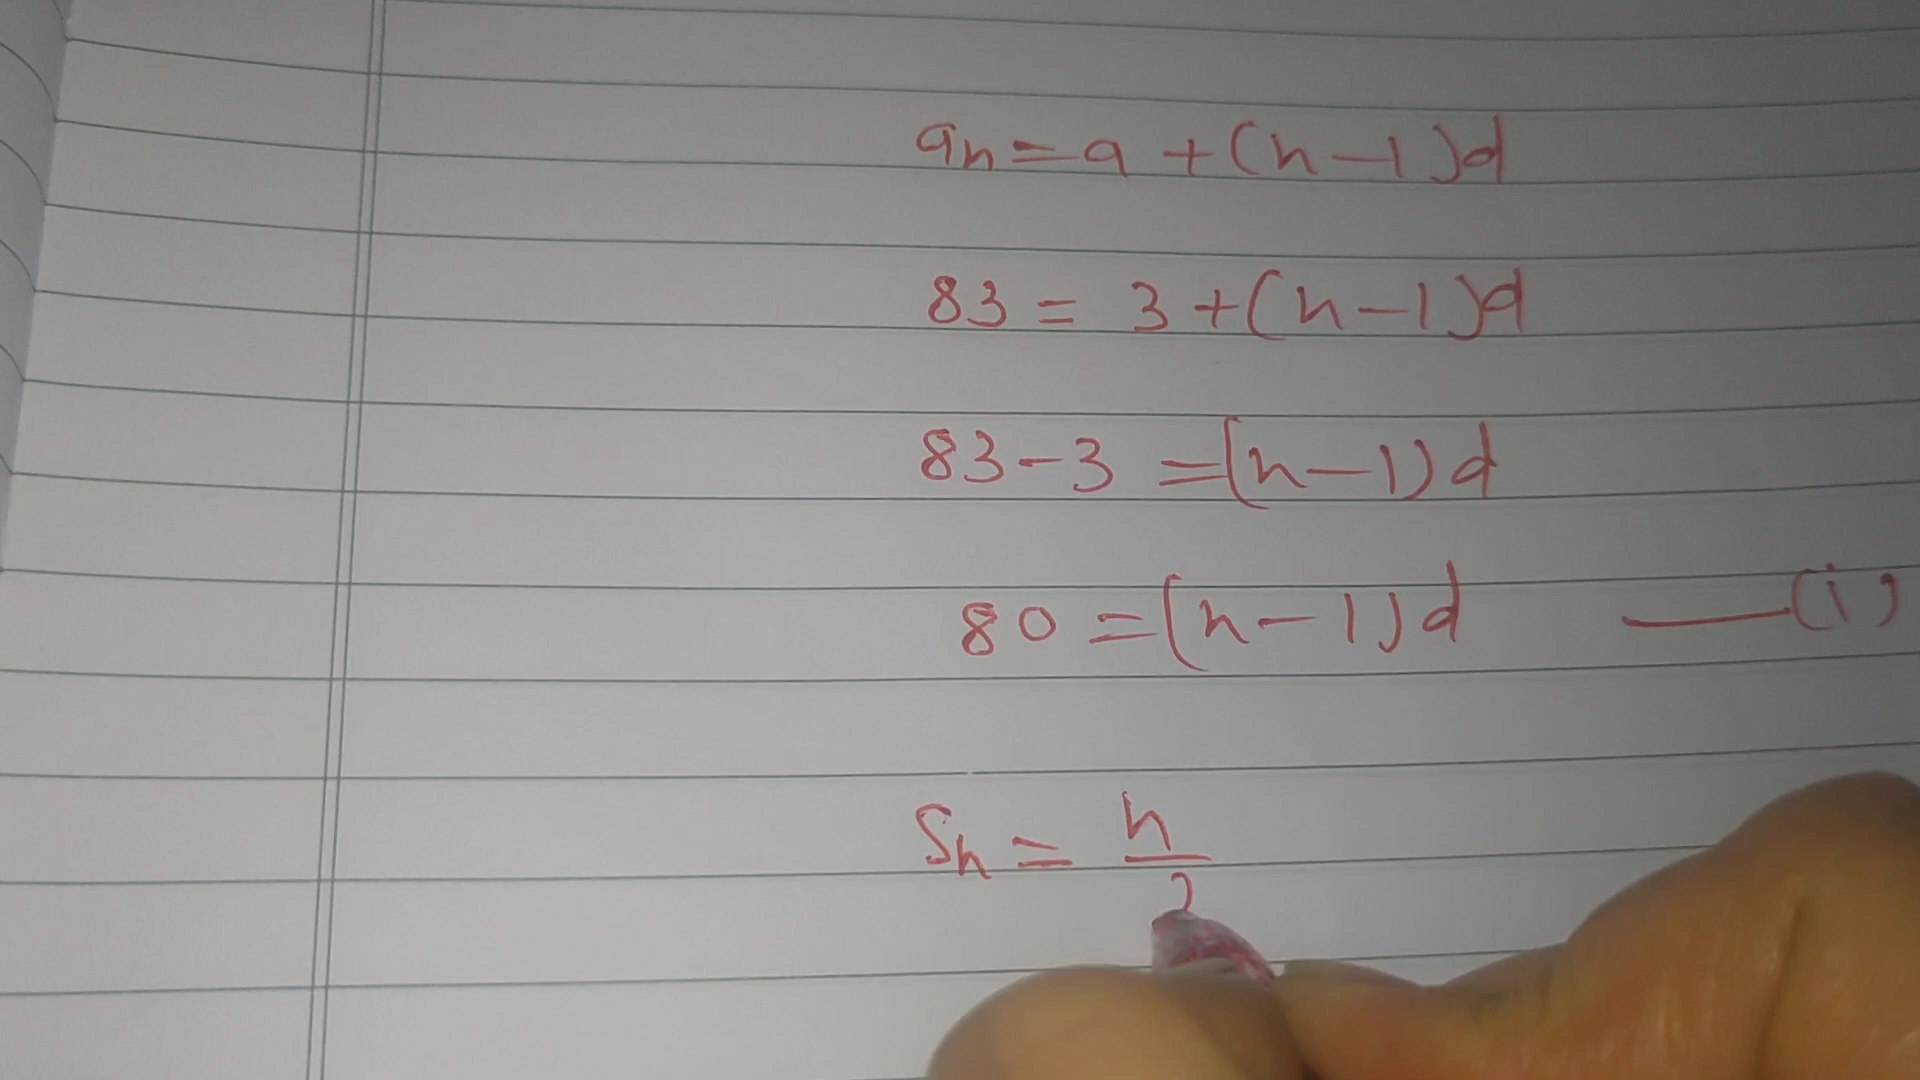 an = a + (n - 1)d
83 = 3 + (n - 1)d
83 - 3 = (n - 1)d
80 = (n - 1)d —(i)
Sn = n/2